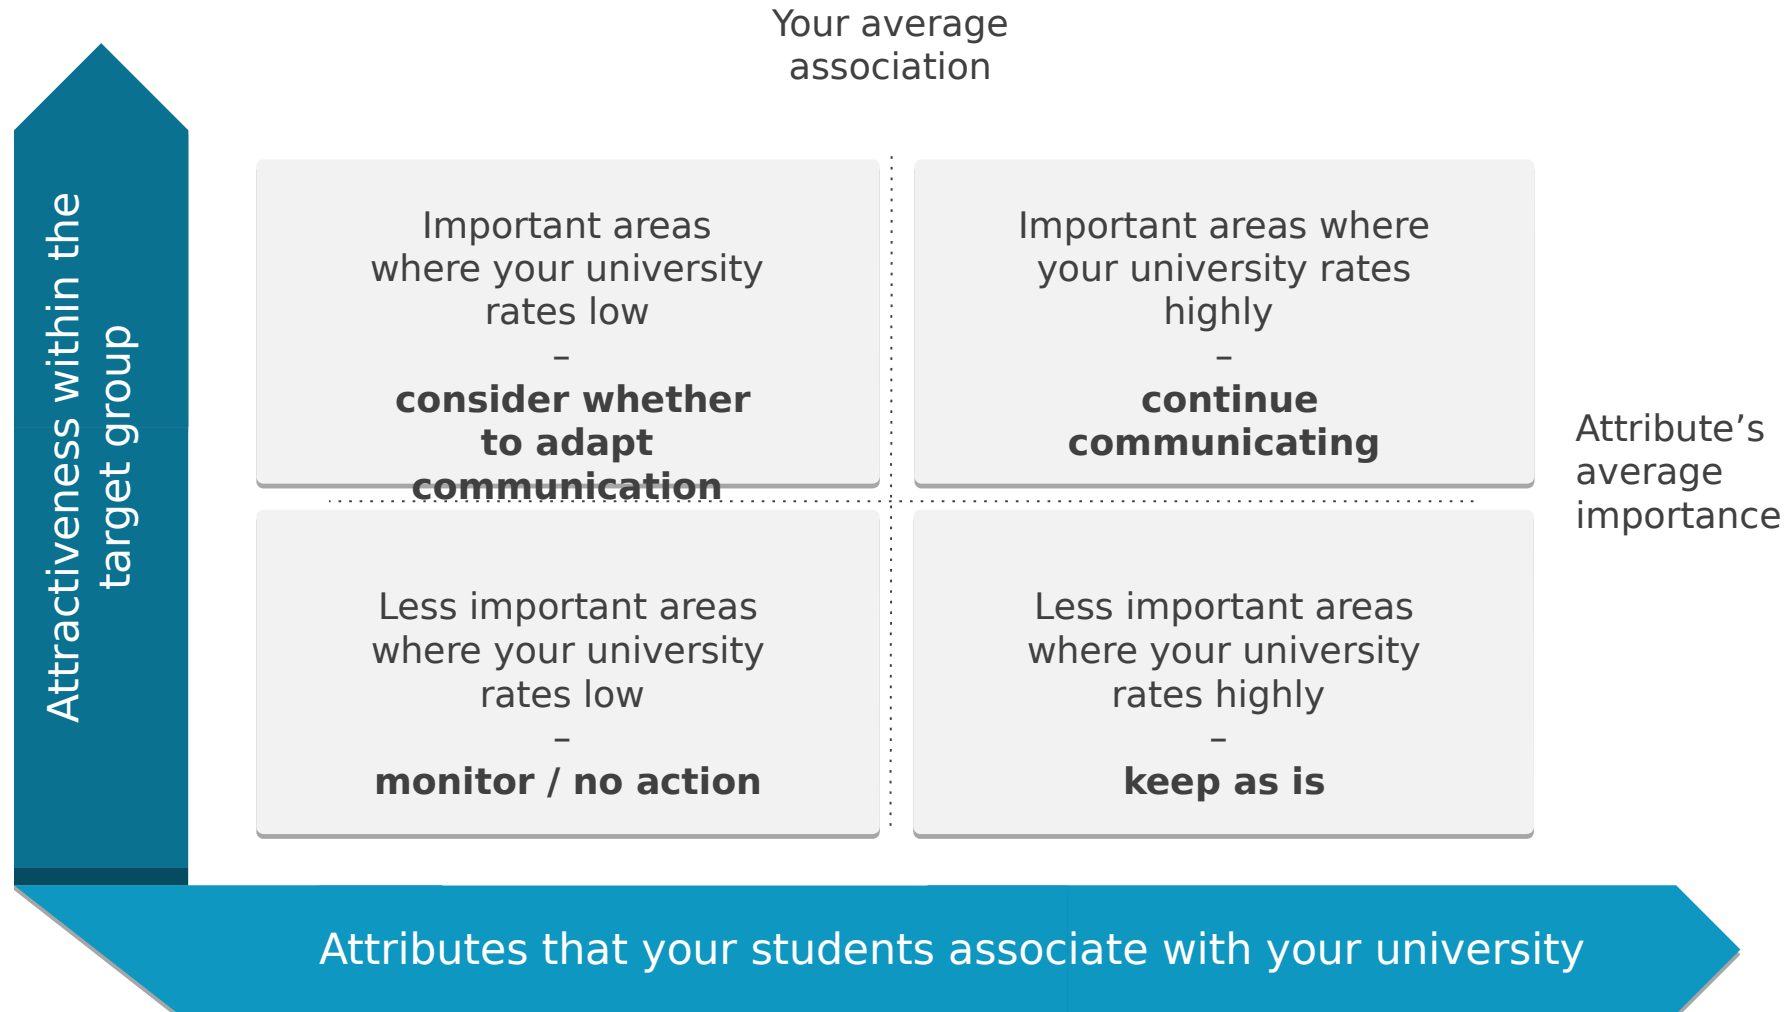 Your average
association
Attractiveness within the
target group
Important areas
where your university
rates low
–
consider whether
to adapt
communication
Important areas where
your university rates
highly
–
continue
communicating
Attribute’s
average
importance
Less important areas
where your university
rates low
–
monitor / no action
Less important areas
where your university
rates highly
–
keep as is
Attributes that your students associate with your university